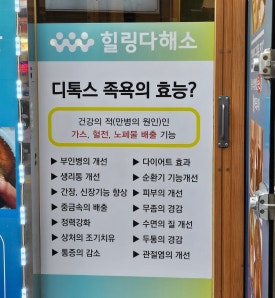 힐링다해소
디톡스 족욕의 효능?
건강의 적(만병의 원인)인
가스, 혈전, 노폐물 배출 기능
▶ 부인병의 개선
▶ 생리통 개선
▶ 간장, 신장기능 향상
▶ 중금속의 배출
▶ 정력강화
▶ 상처의 조기치유
▶ 통증의 감소
▶ 다이어트 효과
▶ 순환기 기능개선
▶ 피부의 개선
▶ 무좀의 경감
▶ 수면의 질 개선
▶ 두통의 경감
▶ 관절염의 개선